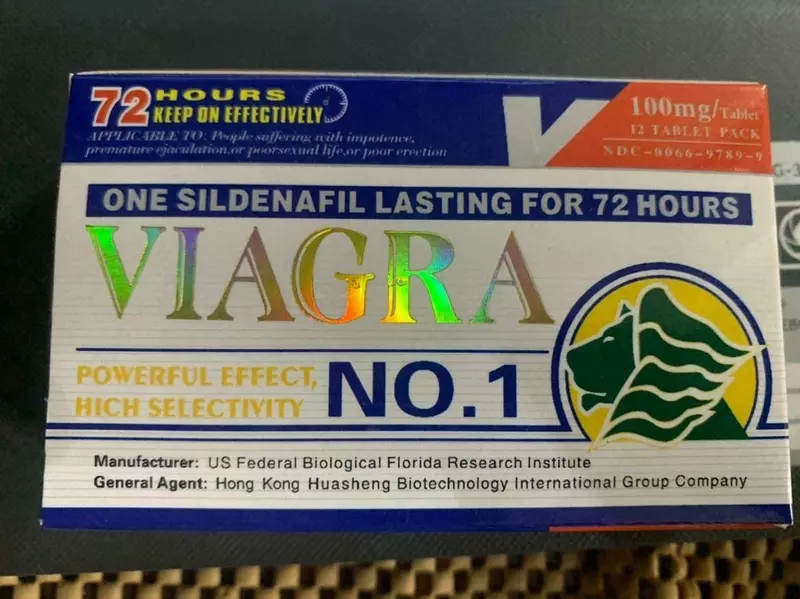 72 HOURS
KEEP ON EFFECTIVELY
APPLICABLE TO: People suffering with impotence,
premature ejaculation,or poorsexual life,or poor erection
V
100mg/Tablet
12 TABLET PACK
NDC-0066-9789-9
ONE SILDENAFIL LASTING FOR 72 HOURS
VIAGRA
POWERFUL EFFECT,
HICH SELECTIVITY
NO.1
Manufacturer: US Federal Biological Florida Research Institute
General Agent: Hong Kong Huasheng Biotechnology International Group Company